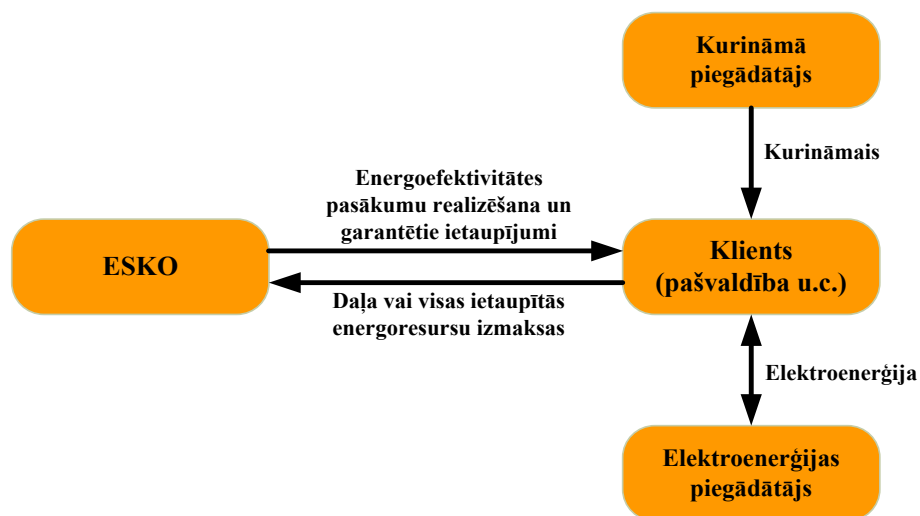 Kurināmā
piegādātājs
Kurināmais
Energoefektivitātes
pasākumu realizēšana un
garantētie ietaupījumi
ESKO
Klients
(pašvaldība u.c.)
Daļa vai visas ietaupītās
energoresursu izmaksas
Elektroenerģija
Elektroenerģijas
piegādātājs